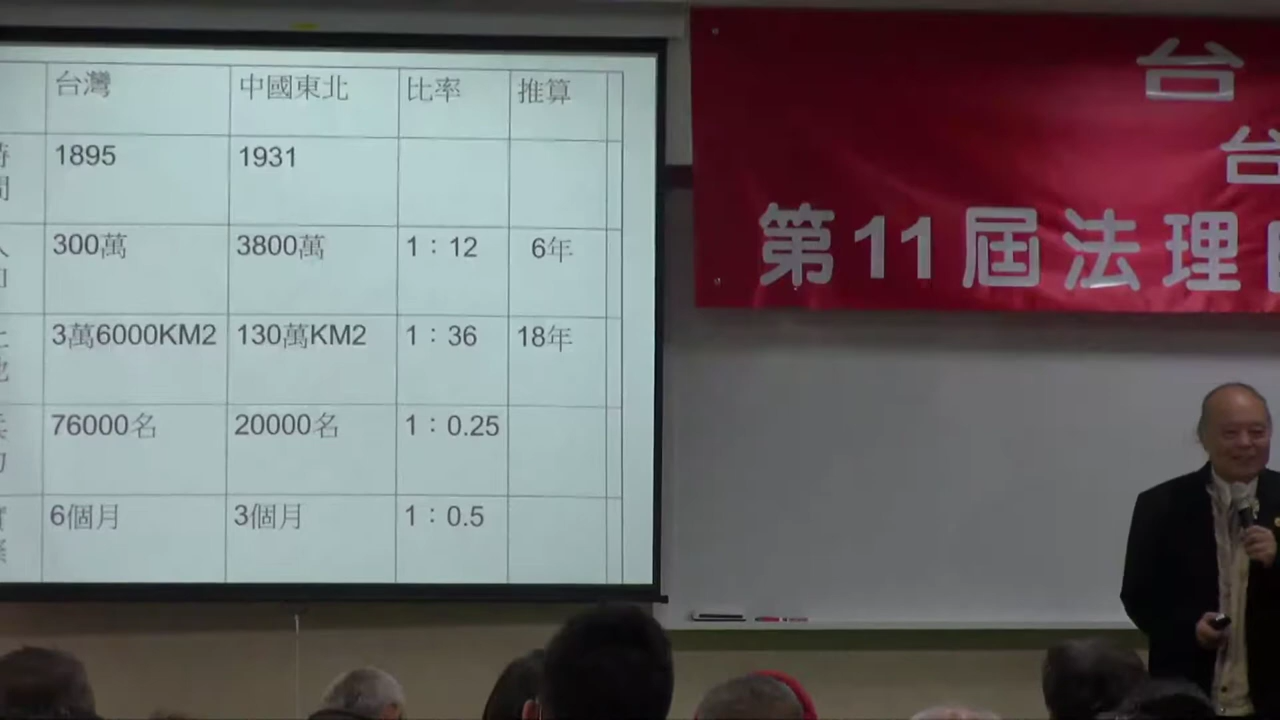 台灣 中國東北 比率 推算
1895 1931
300萬 3800萬 1：12 6年
3萬6000KM2 130萬KM2 1：36 18年
76000名 20000名 1：0.25
6個月 3個月 1：0.5
台
台
第11屆法理